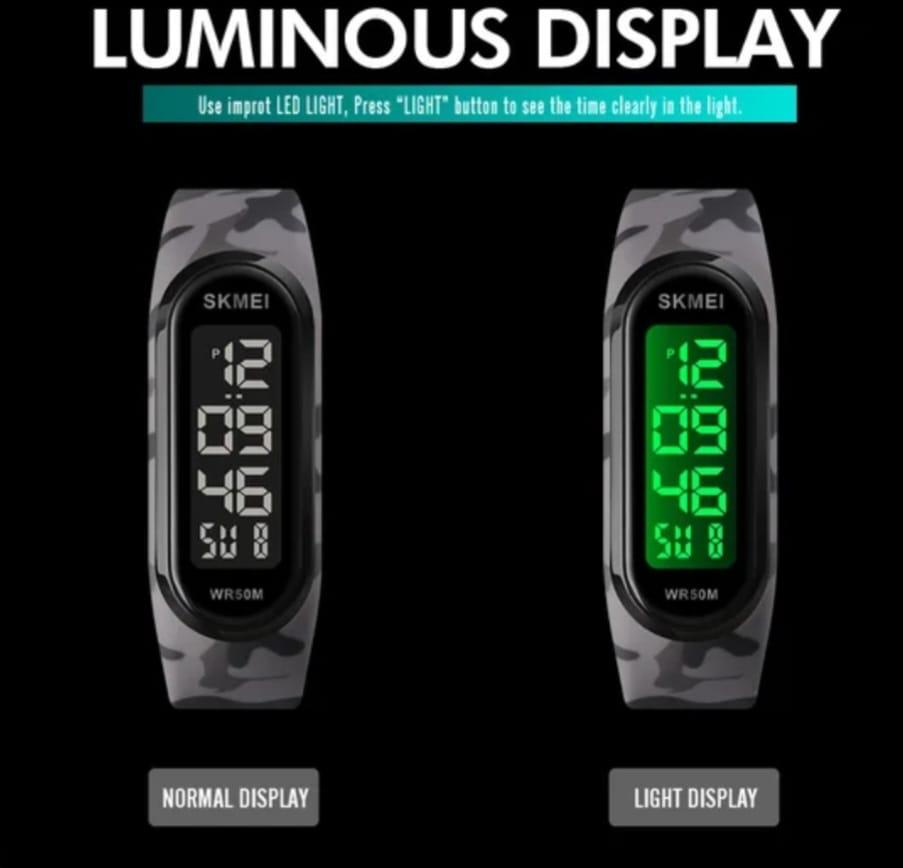 LUMINOUS DISPLAY
Use improt LED LIGHT, Press “LIGHT” button to see the time clearly in the light.
SKMEI
P 12
09
46
SU 8
WR50M
SKMEI
P 12
09
46
SU 8
WR50M
NORMAL DISPLAY
LIGHT DISPLAY